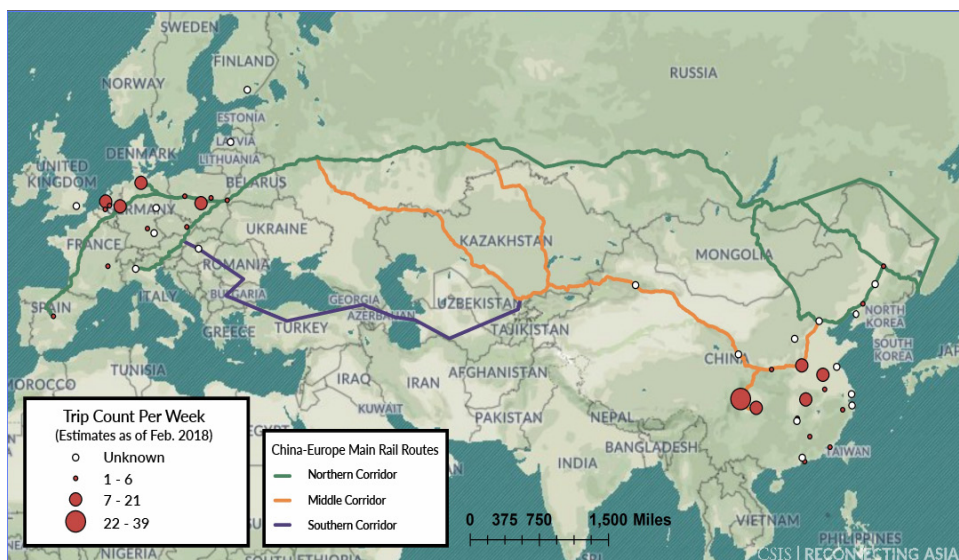 SWEDEN
FINLAND
NORWAY
RUSSIA
ESTONIA
LATVIA
DENMARK
LITHUANIA
UNITED
KINGDOM
BELARUS
GERMANY
UKRAINE
FRANCE
KAZAKHSTAN
MONGOLIA
ROMANIA
ITALY
BULGARIA
SPAIN
GEORGIA
UZBEKISTAN
NORTH
KOREA
AZERBAIJAN
GREECE
TURKEY
TAJIKISTAN
SOUTH
KOREA
CHINA
TUNISIA
MOROCCO
AFGHANISTAN
IRAQ
IRAN
KUWAIT
PAKISTAN
NEPAL
BANGLADESH
TAIWAN
INDIA
VIETNAM
PHILIPPINES
NIGERIA
Trip Count Per Week
(Estimates as of Feb. 2018)
Unknown
1 - 6
7 - 21
22 - 39
China-Europe Main Rail Routes
Northern Corridor
Middle Corridor
Southern Corridor
0 375 750 1,500 Miles
CSIS | RECONNECTING ASIA